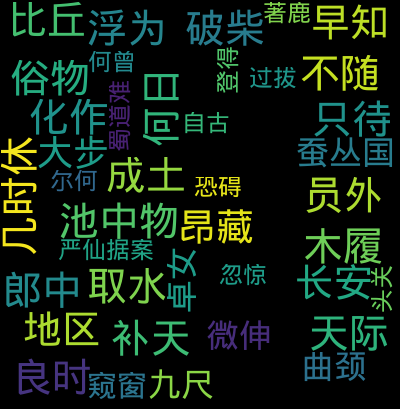 比丘
浮为
破柴
著鹿
早知
何曾
登得
俗物
蜀道难
何日
过拔
不随
化作
自古
只待
大步
蚕丛国
几时休
尔何
成土
恐碍
员外
池中物
昂藏
严仙据案
木履
郎中
取水
卓女
忽惊
长安
头关
地区
补天
微伸
天际
良时
窥窗
九尺
曲颈